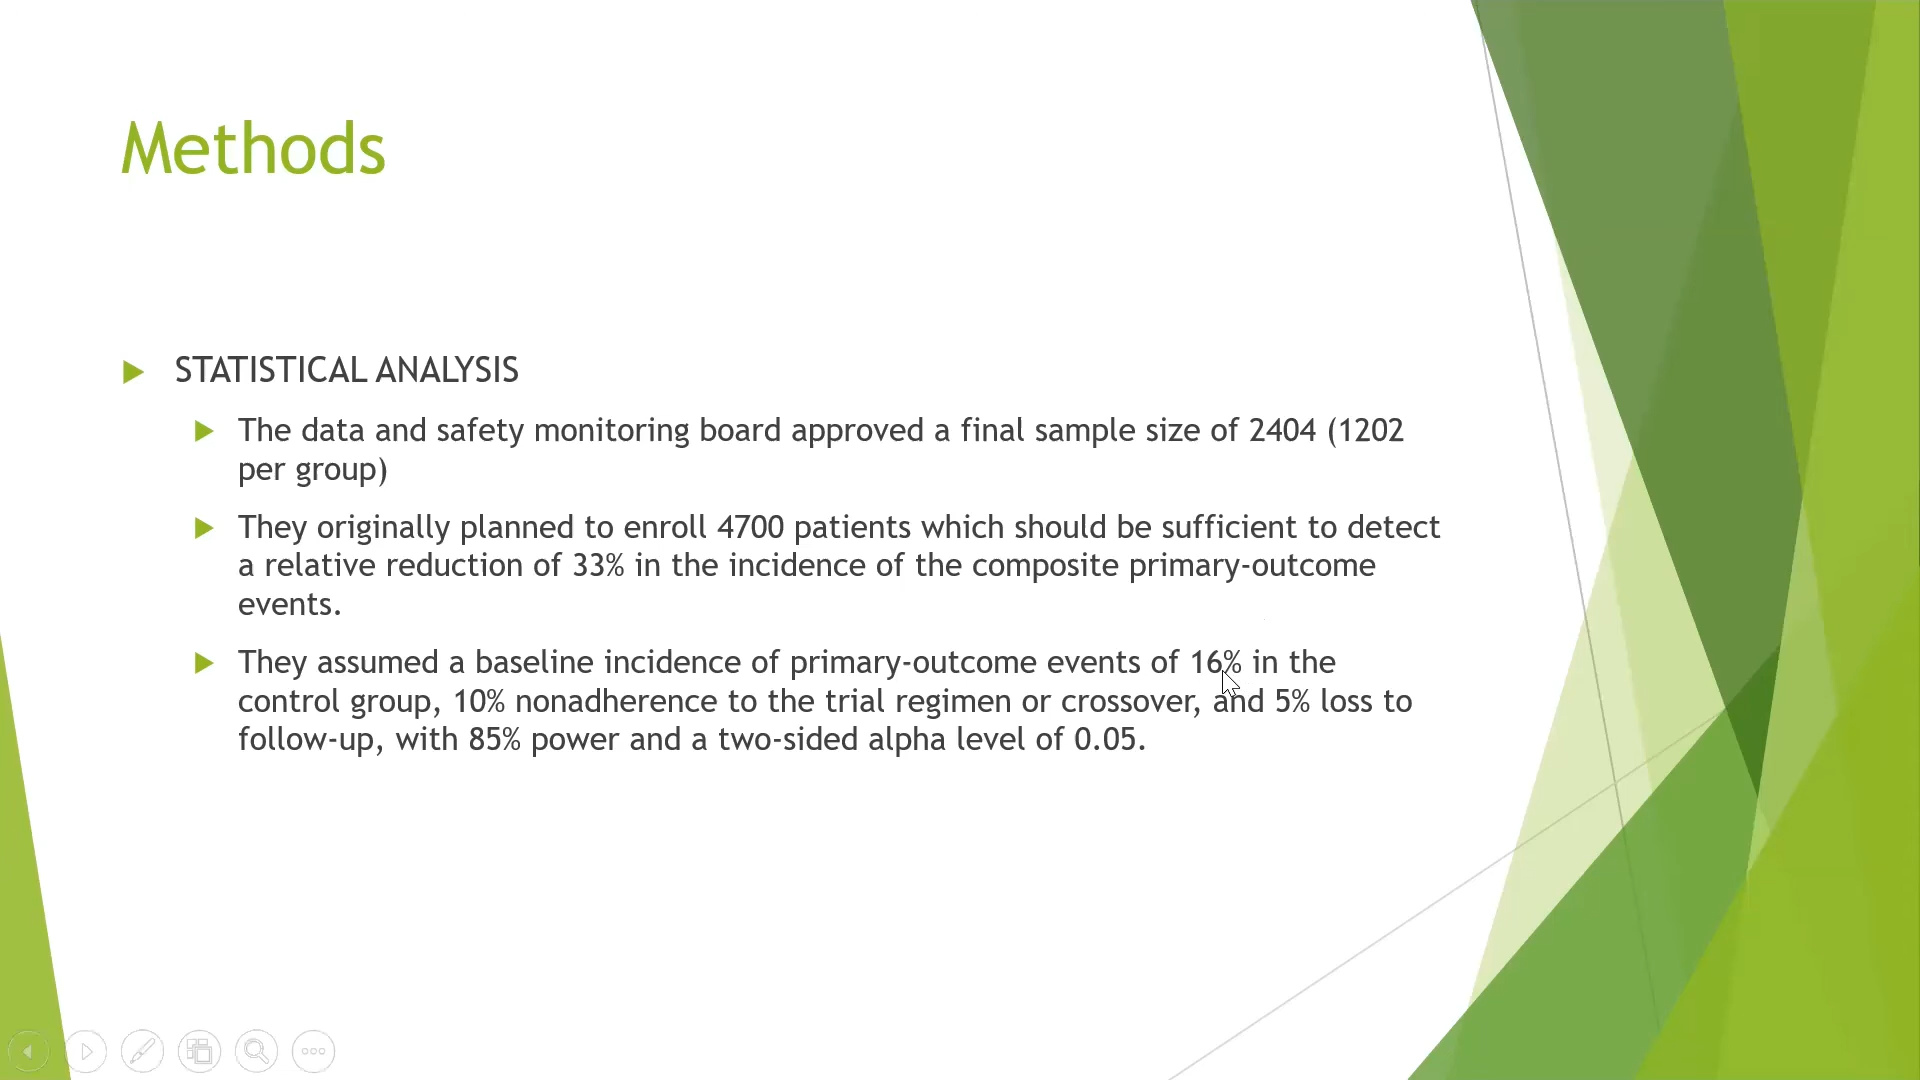 Methods
STATISTICAL ANALYSIS
The data and safety monitoring board approved a final sample size of 2404 (1202
per group)
They originally planned to enroll 4700 patients which should be sufficient to detect
a relative reduction of 33% in the incidence of the composite primary-outcome
events.
They assumed a baseline incidence of primary-outcome events of 16% in the
control group, 10% nonadherence to the trial regimen or crossover, and 5% loss to
follow-up, with 85% power and a two-sided alpha level of 0.05.